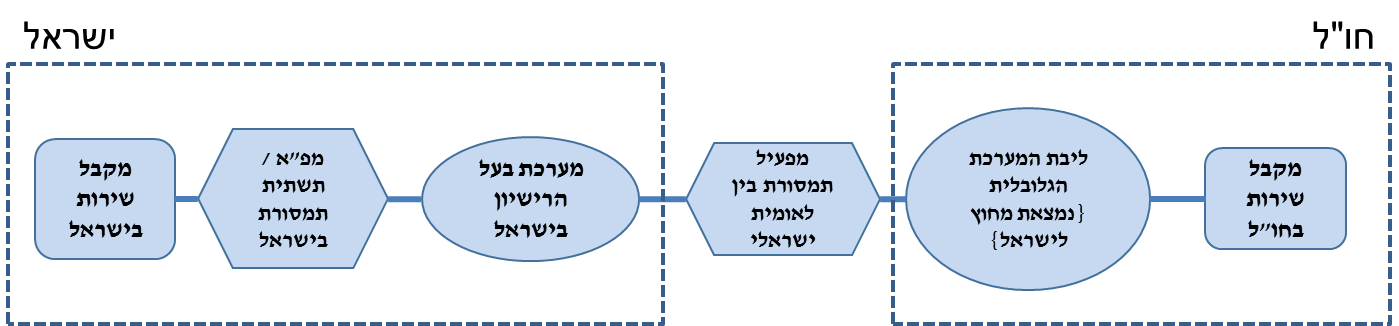 חו"ל
ישראל
מקבל
שירות
בחו"ל
ליבת המערכת
הגלובלית
{נמצאת מחוץ
לישראל}
מפעיל
תמסורת בין
לאומית
ישראלי
מערכת בעל
הרישיון
בישראל
מפ"א /
תשתית
תמסורת
בישראל
מקבל
שירות
בישראל